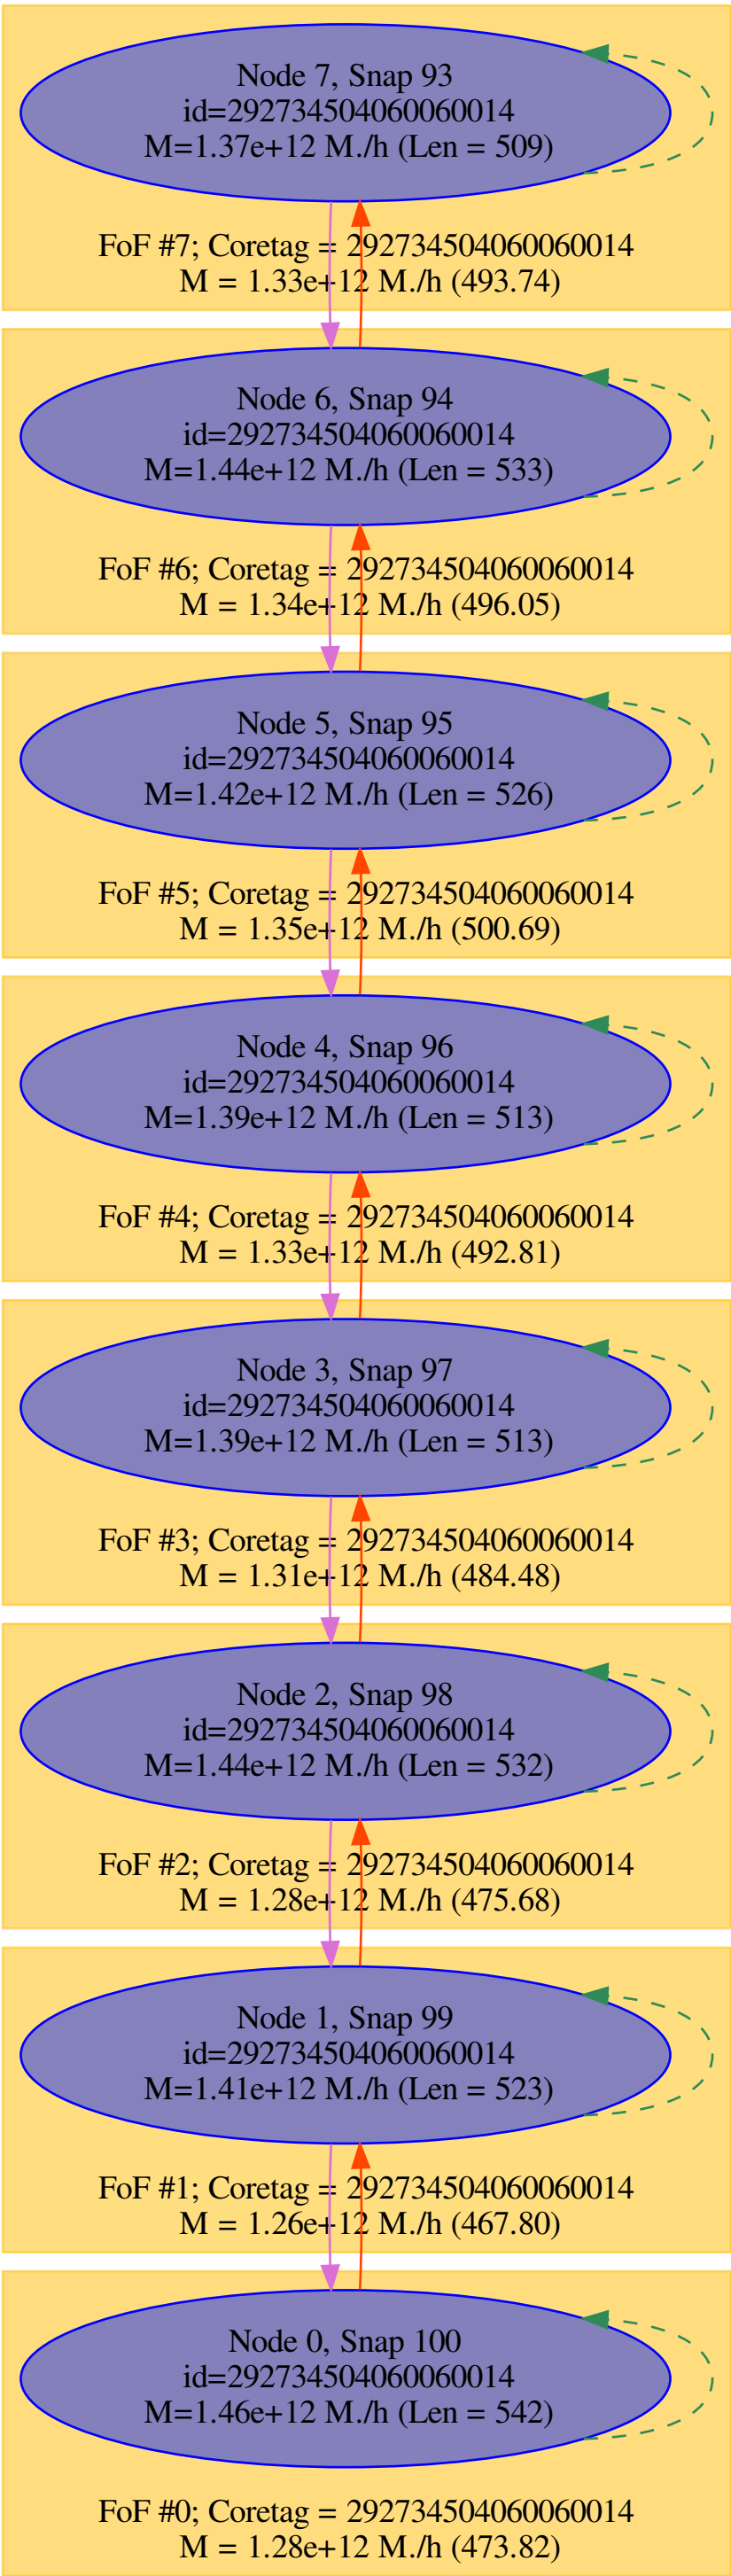 Node 7, Snap 93
id=292734504060060014
M=1.37e+12 M./h (Len = 509)
FoF #7; Coretag = 292734504060060014
M = 1.33e+12 M./h (493.74)
Node 6, Snap 94
id=292734504060060014
M=1.44e+12 M./h (Len = 533)
FoF #6; Coretag = 292734504060060014
M = 1.34e+12 M./h (496.05)
Node 5, Snap 95
id=292734504060060014
M=1.42e+12 M./h (Len = 526)
FoF #5; Coretag = 292734504060060014
M = 1.35e+12 M./h (500.69)
Node 4, Snap 96
id=292734504060060014
M=1.39e+12 M./h (Len = 513)
FoF #4; Coretag = 292734504060060014
M = 1.33e+12 M./h (492.81)
Node 3, Snap 97
id=292734504060060014
M=1.39e+12 M./h (Len = 513)
FoF #3; Coretag = 292734504060060014
M = 1.31e+12 M./h (484.48)
Node 2, Snap 98
id=292734504060060014
M=1.44e+12 M./h (Len = 532)
FoF #2; Coretag = 292734504060060014
M = 1.28e+12 M./h (475.68)
Node 1, Snap 99
id=292734504060060014
M=1.41e+12 M./h (Len = 523)
FoF #1; Coretag = 292734504060060014
M = 1.26e+12 M./h (467.80)
Node 0, Snap 100
id=292734504060060014
M=1.46e+12 M./h (Len = 542)
FoF #0; Coretag = 292734504060060014
M = 1.28e+12 M./h (473.82)